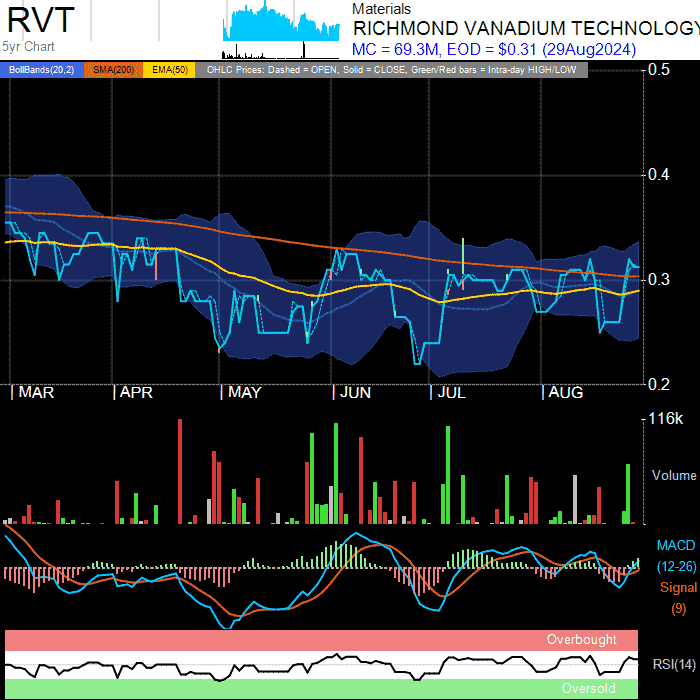 RVT
5yr Chart
Materials
RICHMOND VANADIUM TECHNOLOGY
MC = 69.3M, EOD = $0.31 (29Aug2024)
BollBands(20,2) SMA(200) EMA(50) OHLC Prices: Dashed = OPEN, Solid = CLOSE, Green/Red bars = Intra-day HIGH/LOW
0.5
0.4
0.3
0.2
MAR APR MAY JUN JUL AUG
116k
Volume
MACD
(12-26)
Signal
(9)
Overbought
RSI(14)
Oversold